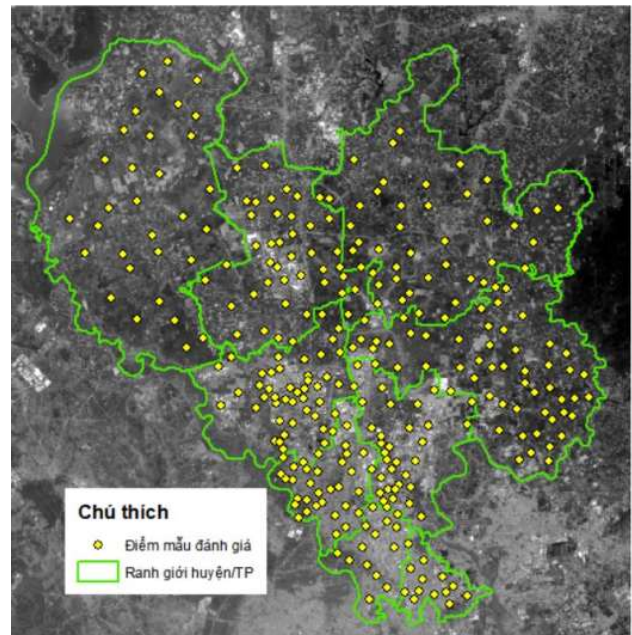 Chú thích
Điểm mẫu đánh giá
Ranh giới huyện/TP